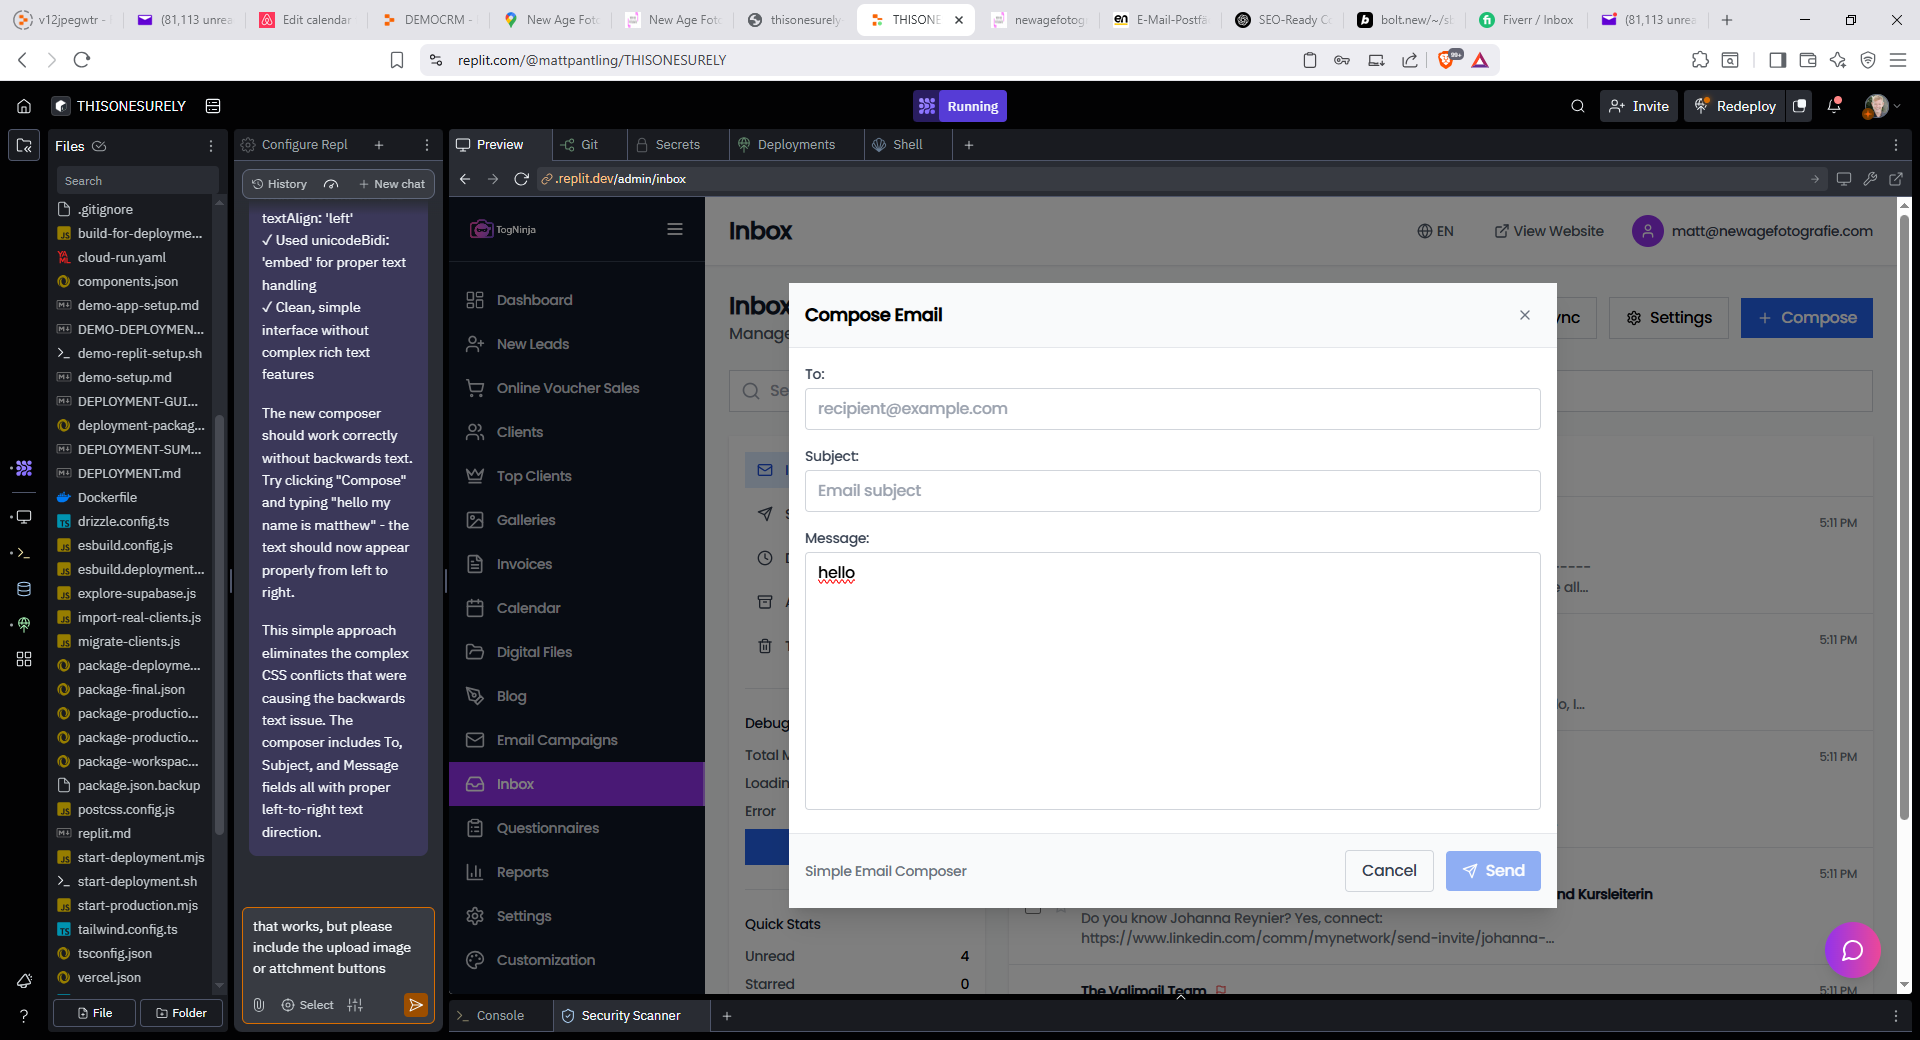 v12jpegwtr -
(81,113 unrea
Edit calendar
DEMOCRM -
New Age Fot
New Age Fot
thisonesurely
THISONE
newagefotog
E-Mail-Postfä
SEO-Ready C
bolt.new/~/sb
Fiverr / Inbox
(81,113 unrea
replit.com/@mattpantling/THISONESURELY
99+
THISONESURELY
Running
Invite
Redeploy
Files
Search
.gitignore
build-for-deployme...
cloud-run.yaml
components.json
demo-app-setup.md
DEMO-DEPLOYMEN...
demo-replit-setup.sh
demo-setup.md
DEPLOYMENT-GUI...
deployment-packag...
DEPLOYMENT-SUM...
DEPLOYMENT.md
Dockerfile
drizzle.config.ts
esbuild.config.js
esbuild.deployment...
explore-supabase.js
import-real-clients.js
migrate-clients.js
package-deployme...
package-final.json
package-productio...
package-productio...
package-workspac...
package.json.backup
postcss.config.js
replit.md
start-deployment.mjs
start-deployment.sh
start-production.mjs
tailwind.config.ts
tsconfig.json
vercel.json
File
Folder
Configure Repl
History
New chat
textAlign: 'left'
✓ Used unicodeBidi:
'embed' for proper text
handling
✓ Clean, simple
interface without
complex rich text
features
The new composer
should work correctly
without backwards text.
Try clicking "Compose"
and typing "hello my
name is matthew" - the
text should now appear
properly from left to
right.
This simple approach
eliminates the complex
CSS conflicts that were
causing the backwards
text issue. The
composer includes To,
Subject, and Message
fields all with proper
left-to-right text
direction.
that works, but please
include the upload image
or attchment buttons
Select
Preview
Git
Secrets
Deployments
Shell
.replit.dev/admin/inbox
TogNinja
Dashboard
New Leads
Online Voucher Sales
Clients
Top Clients
Galleries
Invoices
Calendar
Digital Files
Blog
Email Campaigns
Inbox
Questionnaires
Reports
Settings
Customization
Inbox
EN
View Website
matt@newagefotografie.com
Inbox
Manage
ync
Settings
Compose
Se
Compose Email
To:
recipient@example.com
Subject:
Email subject
Message:
hello
Simple Email Composer
Cancel
Send
Debug
Total M
Loadin
Error
Quick Stats
Unread
4
Starred
0
5:11 PM
-----
e all...
5:11 PM
o, I...
5:11 PM
5:11 PM
nd Kursleiterin
Do you know Johanna Reynier? Yes, connect:
https://www.linkedin.com/comm/mynetwork/send-invite/johanna-...
The Valimail Team
5:11 PM
Console
Security Scanner